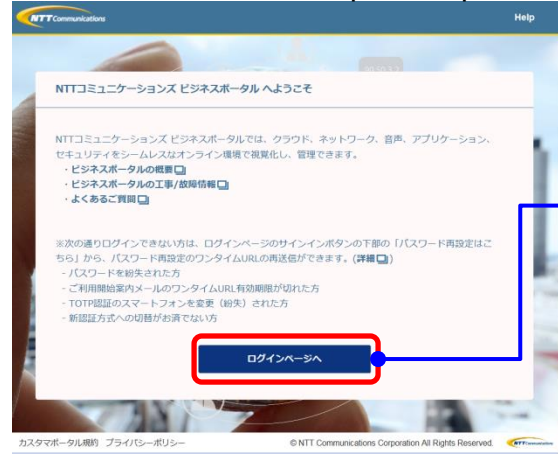 NTT Communications
Help
NTTコミュニケーションズ ビジネスポータル へようこそ
NTTコミュニケーションズ ビジネスポータルでは、クラウド、ネットワーク、音声、アプリケーション、
セキュリティをシームレスなオンライン環境で視覚化し、管理できます。
・ビジネスポータルの概要
・ビジネスポータルの工事/故障情報
・よくあるご質問
※次の通りログインできない方は、ログインページのサインインボタンの下部の「パスワード再設定はこ
ちら」から、パスワード再設定のワンタイムURLの再送信ができます。(詳細)
- パスワードを紛失された方
- ご利用開始案内メールのワンタイムURL有効期限が切れた方
- TOTP認証のスマートフォンを変更（紛失）された方
- 新認証方式への切替がお済でない方
ログインページへ
カスタマポータル規約 プライバシーポリシー
© NTT Communications Corporation All Rights Reserved.
NTT Communications